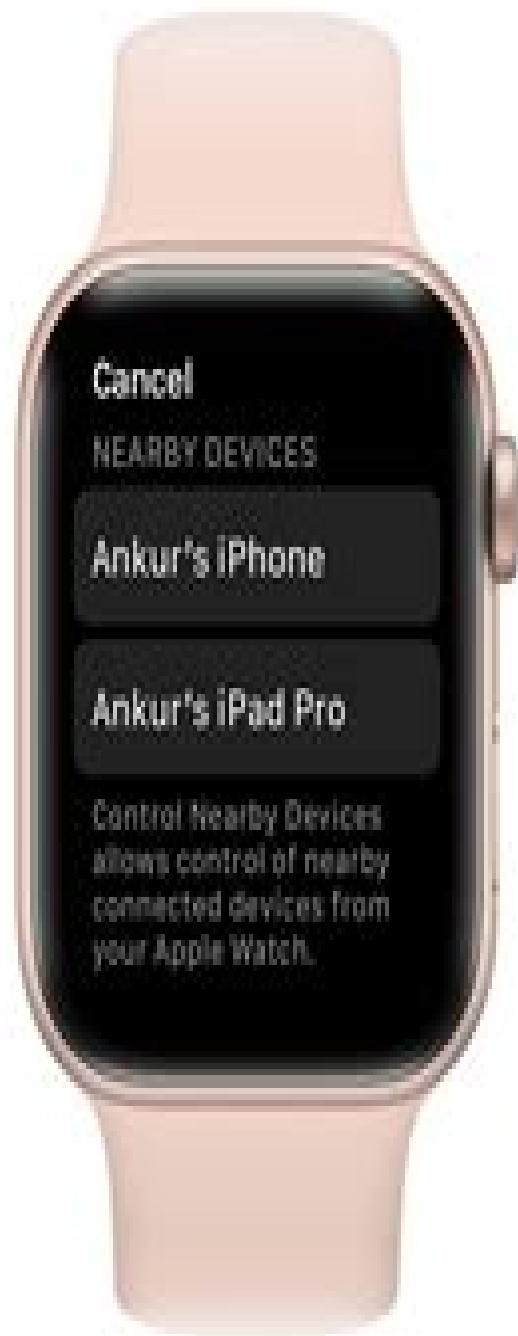 Cancel
NEARBY DEVICES
Ankur's iPhone
Ankur's iPad Pro
Control Nearby Devices
allows control of nearby
connected devices from
your Apple Watch.